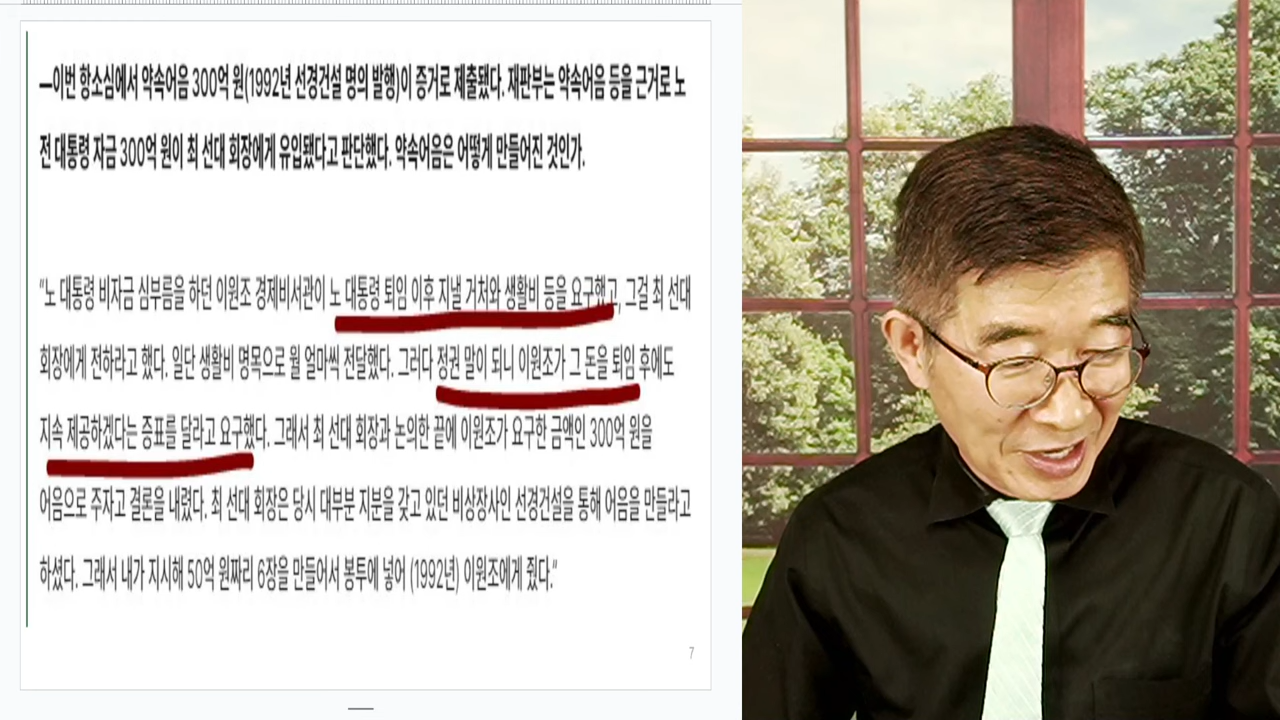 —이번 항소심에서 약속어음 300억 원(1992년 선경건설 명의 발행)이 증거로 제출됐다. 재판부는 약속어음 등을 근거로 노
전 대통령 자금 300억 원이 최 선대 회장에게 유입됐다고 판단했다. 약속어음은 어떻게 만들어진 것인가.
“노 대통령 비자금 심부름을 하던 이원조 경제비서관이 노 대통령 퇴임 이후 지낼 거처와 생활비 등을 요구했고, 그걸 최 선대
회장에게 전하라고 했다. 일단 생활비 명목으로 월 얼마씩 전달했다. 그러다 정권 말이 되니 이원조가 그 돈을 퇴임 후에도
지속 제공하겠다는 증표를 달라고 요구했다. 그래서 최 선대 회장과 논의한 끝에 이원조가 요구한 금액인 300억 원을
어음으로 주자고 결론을 내렸다. 최 선대 회장은 당시 대부분 지분을 갖고 있던 비상장사인 선경건설을 통해 어음을 만들라고
하셨다. 그래서 내가 지시해 50억 원짜리 6장을 만들어서 봉투에 넣어 (1992년) 이원조에게 줬다.”
7